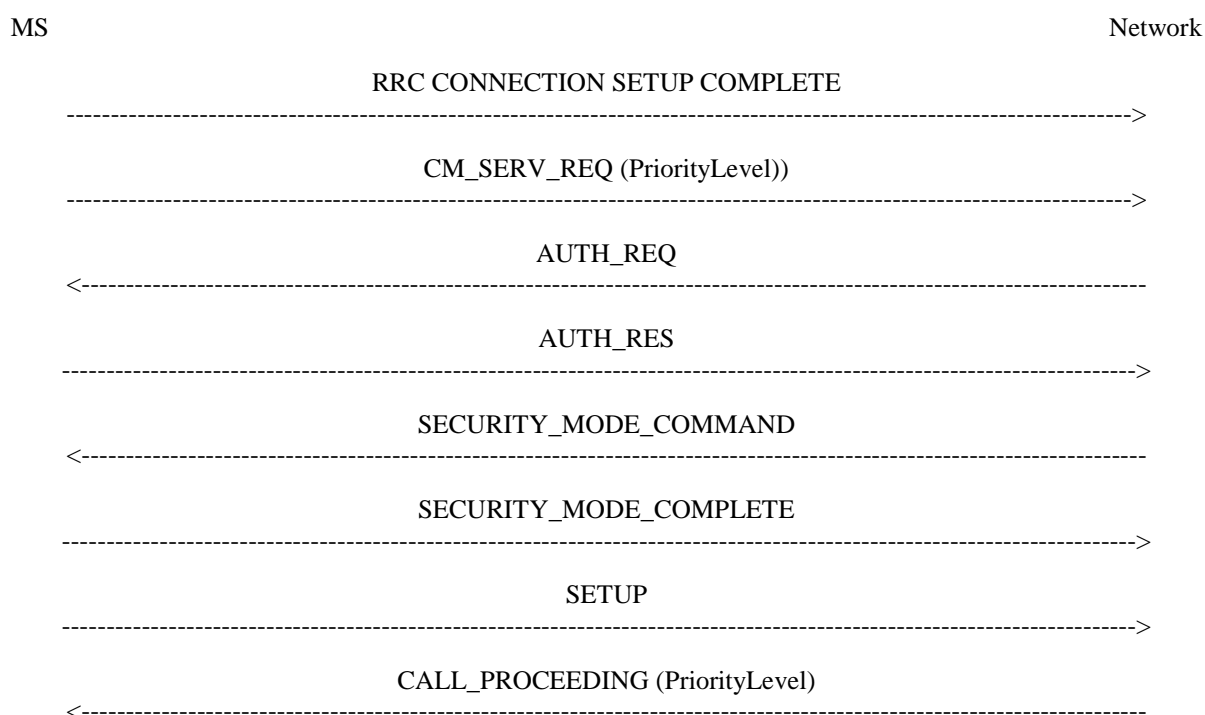 MS Network
RRC CONNECTION SETUP COMPLETE
----------------------------------------------------------------------------------------------------------------------->
CM_SERV_REQ (PriorityLevel))
----------------------------------------------------------------------------------------------------------------------->
AUTH_REQ
<-----------------------------------------------------------------------------------------------------------------------
AUTH_RES
------------------------------------------------------------------------------------------------------------------------>
SECURITY_MODE_COMMAND
<-----------------------------------------------------------------------------------------------------------------------
SECURITY_MODE_COMPLETE
------------------------------------------------------------------------------------------------------------------------>
SETUP
------------------------------------------------------------------------------------------------------------------------>
CALL_PROCEEDING (PriorityLevel)
<-----------------------------------------------------------------------------------------------------------------------